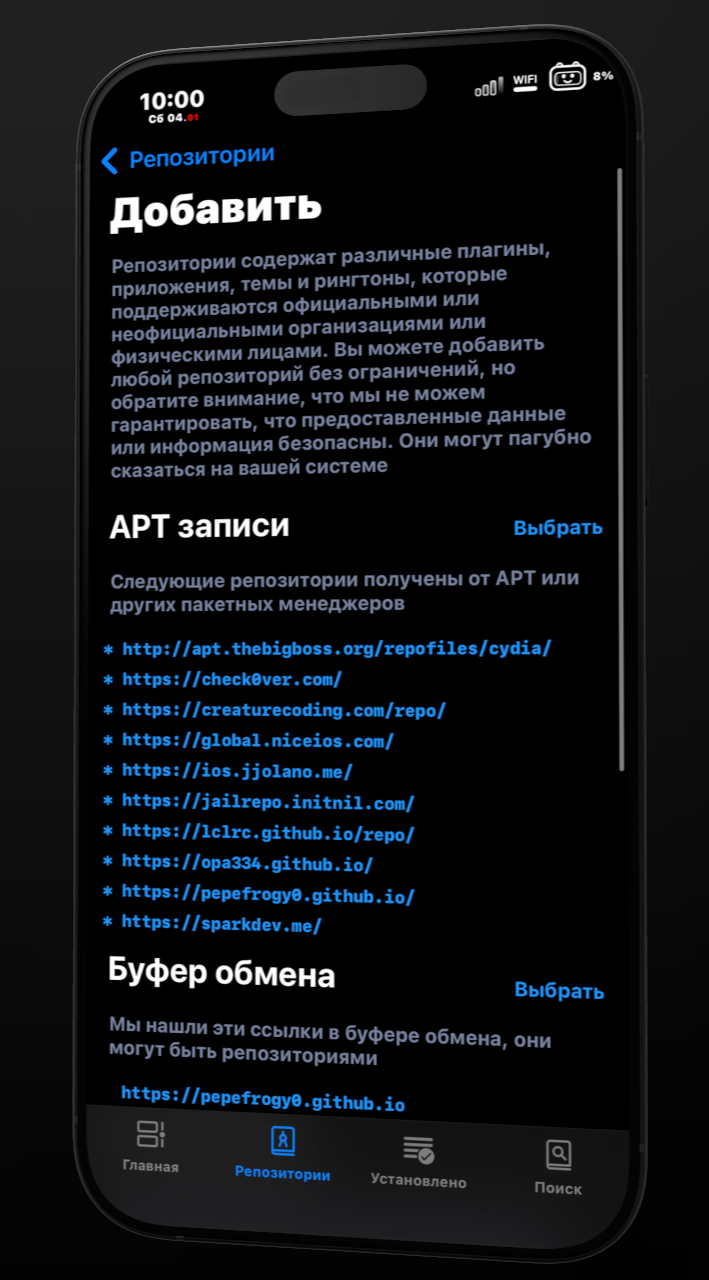 10:00
Сб 04.01
WIFI
8%
Репозитории
Добавить
Репозитории содержат различные плагины,
приложения, темы и рингтоны, которые
поддерживаются официальными или
неофициальными организациями или
физическими лицами. Вы можете добавить
любой репозиторий без ограничений, но
обратите внимание, что мы не можем
гарантировать, что предоставленные данные
или информация безопасны. Они могут пагубно
сказаться на вашей системе
APT записи
Выбрать
Следующие репозитории получены от APT или
других пакетных менеджеров
* http://apt.thebigboss.org/repofiles/cydia/
* https://check0ver.com/
* https://creaturecoding.com/repo/
* https://global.niceios.com/
* https://ios.jjolano.me/
* https://jailrepo.initnil.com/
* https://lclrc.github.io/repo/
* https://opa334.github.io/
* https://pepefrogy0.github.io/
* https://sparkdev.me/
Буфер обмена
Выбрать
Мы нашли эти ссылки в буфере обмена, они
могут быть репозиториями
https://pepefrogy0.github.io
Главная
Репозитории
Установлено
Поиск